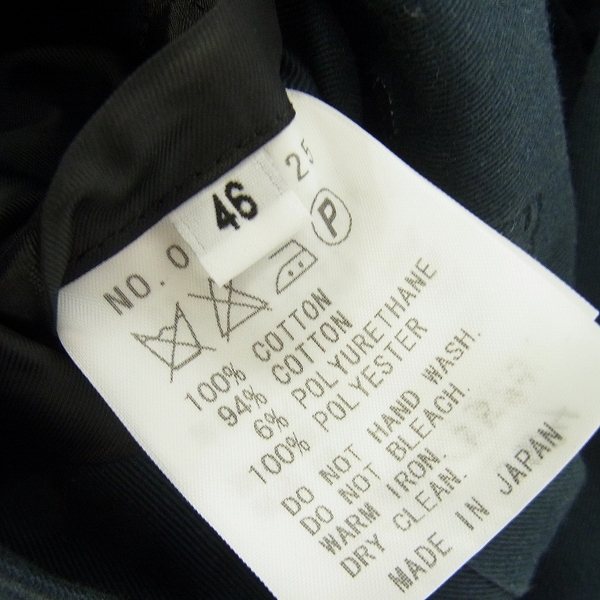 46
NO. 0
25
P
100% COTTON
94% COTTON
6% POLYURETHANE
100% POLYESTER
DO NOT HAND WASH.
DO NOT BLEACH.
WARM IRON.
DRY CLEAN.
MADE IN JAPAN